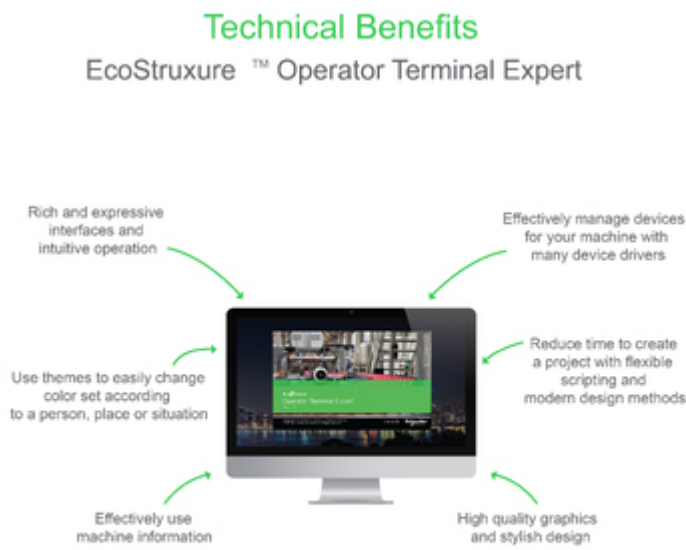 Technical Benefits
EcoStruxure ™ Operator Terminal Expert
Rich and expressive
interfaces and
intuitive operation
Effectively manage devices
for your machine with
many device drivers
Use themes to easily change
color set according
to a person, place or situation
Reduce time to create
a project with flexible
scripting and
modern design methods
Operator Terminal Expert
Effectively use
machine information
High quality graphics
and stylish design